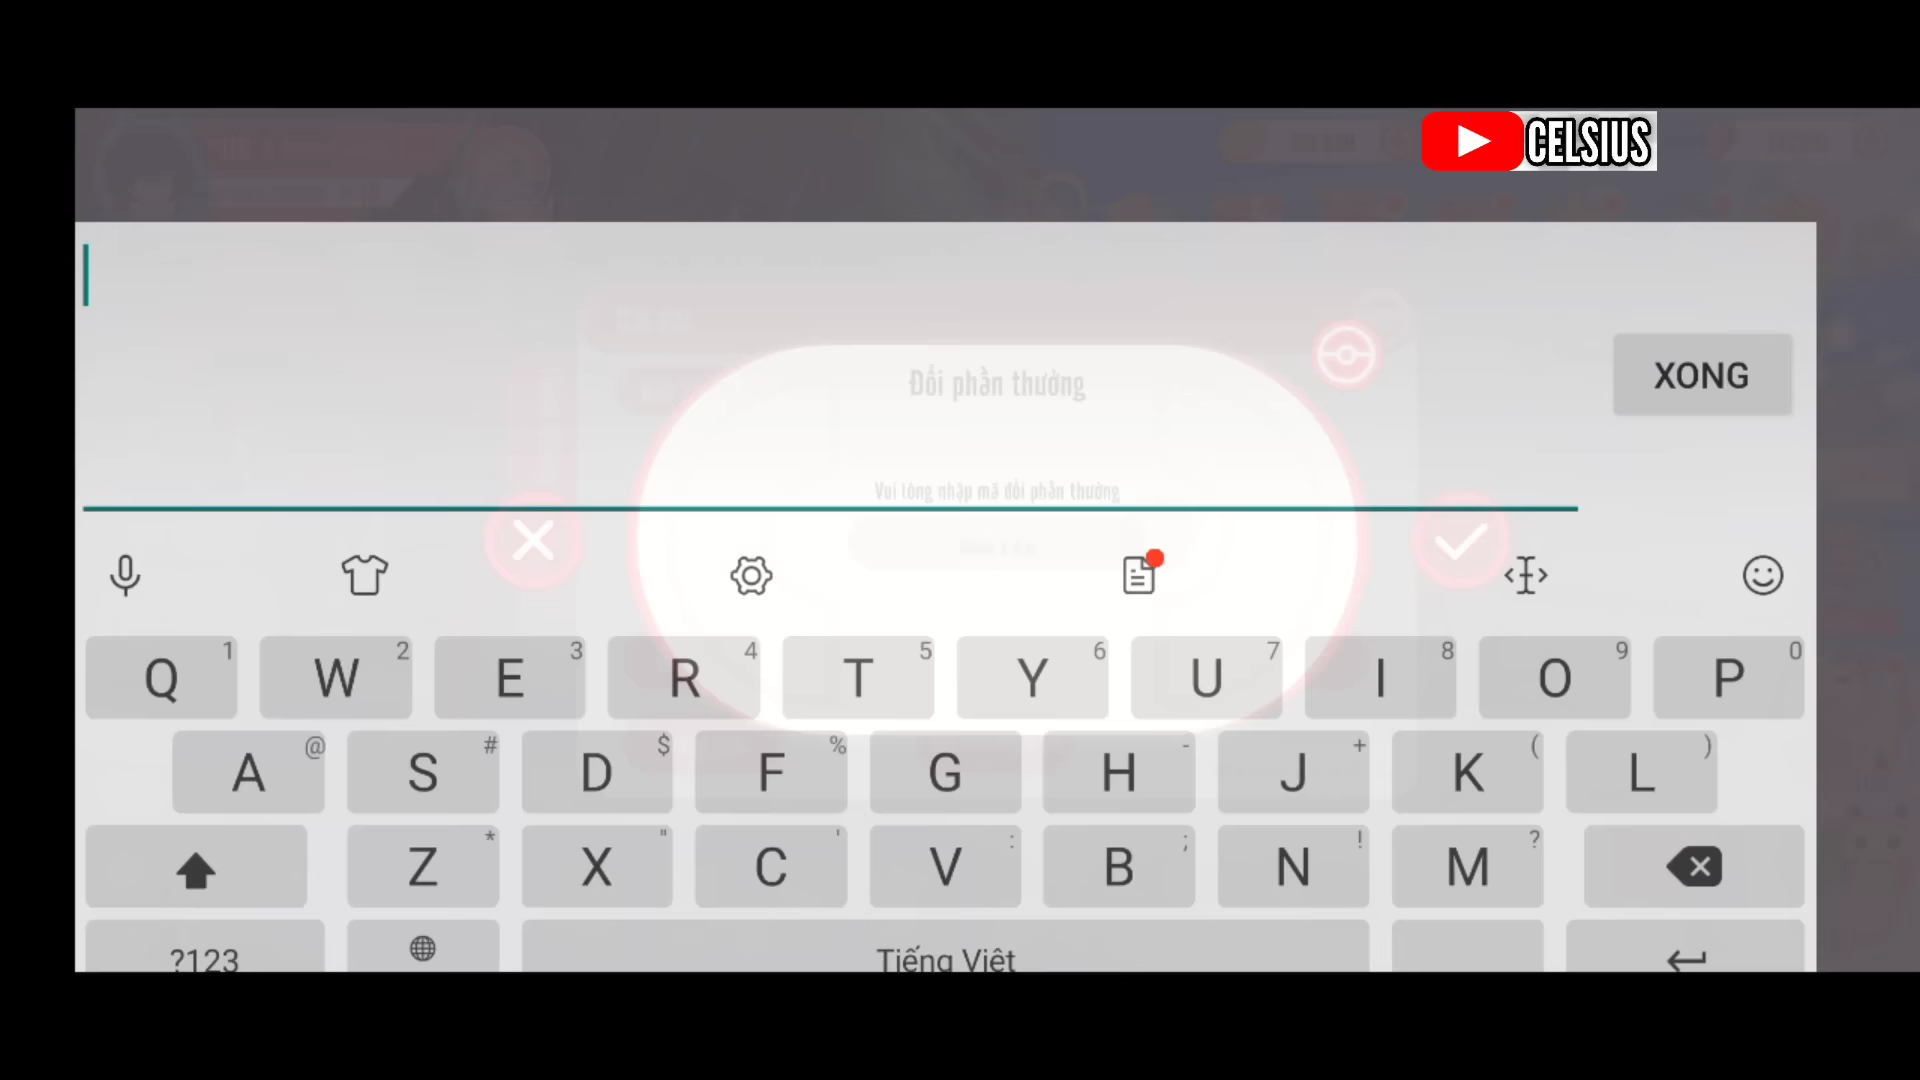 CELSIUS
Đổi phần thưởng
XONG
Vui lòng nhập mã đổi phần thưởng
1 2 3 4 5 6 7 8 9 0
Q W E R T Y U I O P
@ # $ % - + ( )
A S D F G H J K L
* " ' : ; ! ?
Z X C V B N M
?123 Tiếng Việt